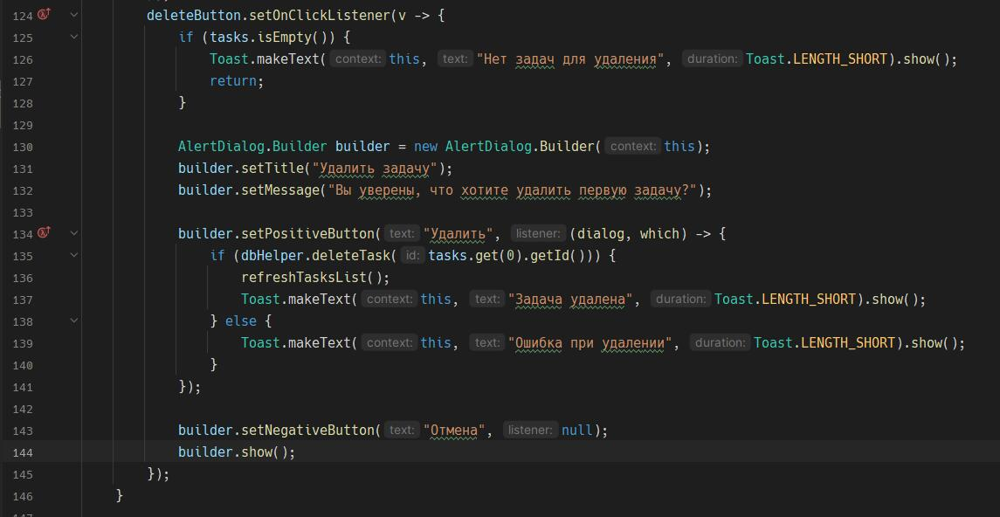 124 deleteButton.setOnClickListener(v -> {
125 if (tasks.isEmpty()) {
126 Toast.makeText( context: this, text: "Нет задач для удаления", duration: Toast.LENGTH_SHORT).show();
127 return;
128 }
129
130 AlertDialog.Builder builder = new AlertDialog.Builder( context: this);
131 builder.setTitle("Удалить задачу");
132 builder.setMessage("Вы уверены, что хотите удалить первую задачу?");
133
134 builder.setPositiveButton( text: "Удалить", listener: (dialog, which) -> {
135 if (dbHelper.deleteTask( id: tasks.get(0).getId())) {
136 refreshTasksList();
137 Toast.makeText( context: this, text: "Задача удалена", duration: Toast.LENGTH_SHORT).show();
138 } else {
139 Toast.makeText( context: this, text: "Ошибка при удалении", duration: Toast.LENGTH_SHORT).show();
140 }
141 });
142
143 builder.setNegativeButton( text: "Отмена", listener: null);
144 builder.show();
145 });
146 }